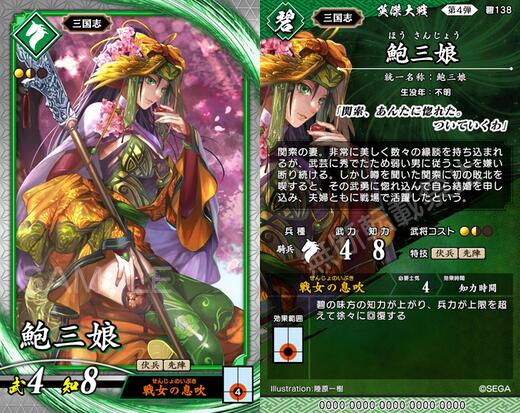 三国志
鮑三娘
伏兵 先陣
武4 知8
せんじょのいぶき
戦女の息吹
4
SAMPLE
碧
三国志
英傑大戦
第4弾
碧138
ほう さんじょう
鮑三娘
統一名称:鮑三娘
生没年:不明
「関索、あんたに惚れた。
ついていくわ」
関索の妻。非常に美しく数々の縁談を持ち込まれ
るが、武芸に秀でたため弱い男に従うことを嫌い
断り続ける。しかし噂を聞いた関索に初の敗北を
喫すると、その武勇に惚れ込んで自ら結婚を申し
込み、夫婦ともに戦場で活躍したという。
兵種 武力 知力 武将コスト
騎兵 4 8 特技 伏兵 先陣
せんじょのいぶき 必要士気 効果時間
戦女の息吹 4 知力時間
効果範囲
碧の味方の知力が上がり、兵力が上限を超
えて徐々に回復する
Illustration:陸原一樹
©SEGA
0000-0000-0000-0000-0000